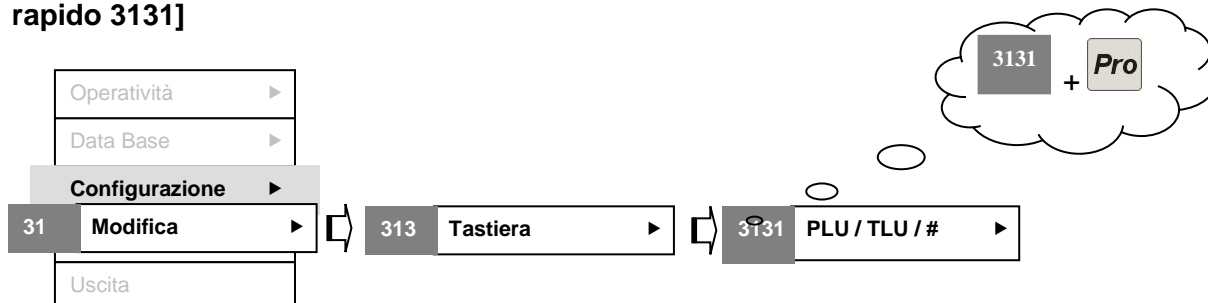 rapido 3131]
3131 + Pro
Operatività
Data Base
Configurazione
31 Modifica
313 Tastiera
3131 PLU / TLU / #
Uscita